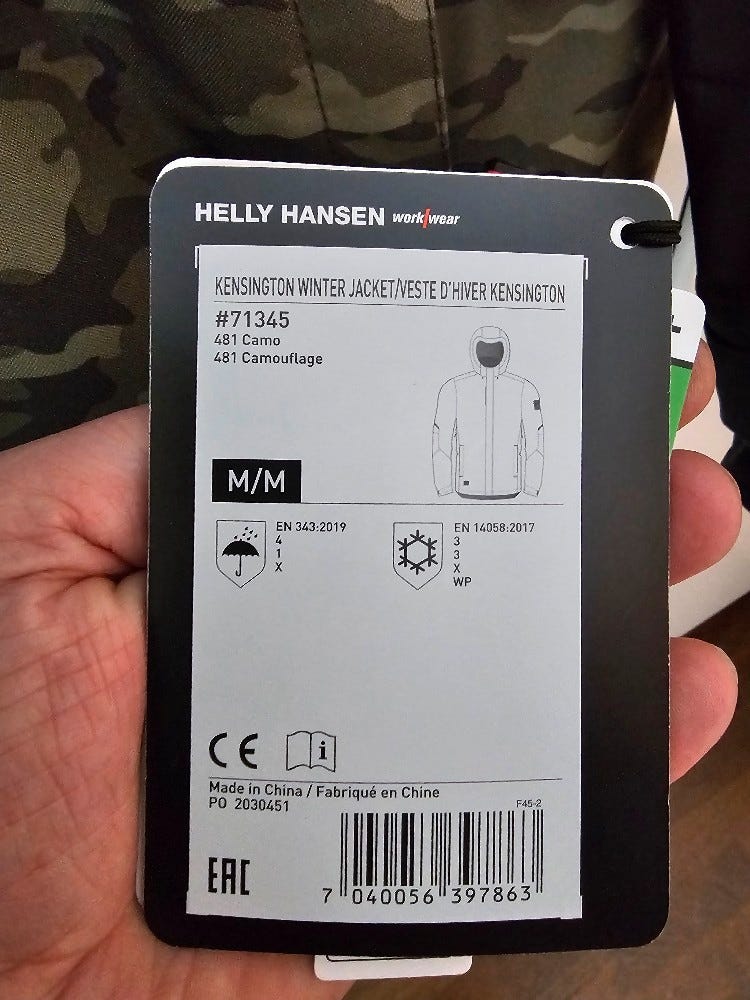 HELLY HANSEN work|wear
KENSINGTON WINTER JACKET/VESTE D'HIVER KENSINGTON
#71345
481 Camo
481 Camouflage
M/M
EN 343:2019
4
1
X
EN 14058:2017
3
3
X
WP
CE
i
Made in China / Fabriqué en Chine
PO 2030451
F45-2
EAC
7 040056 397863